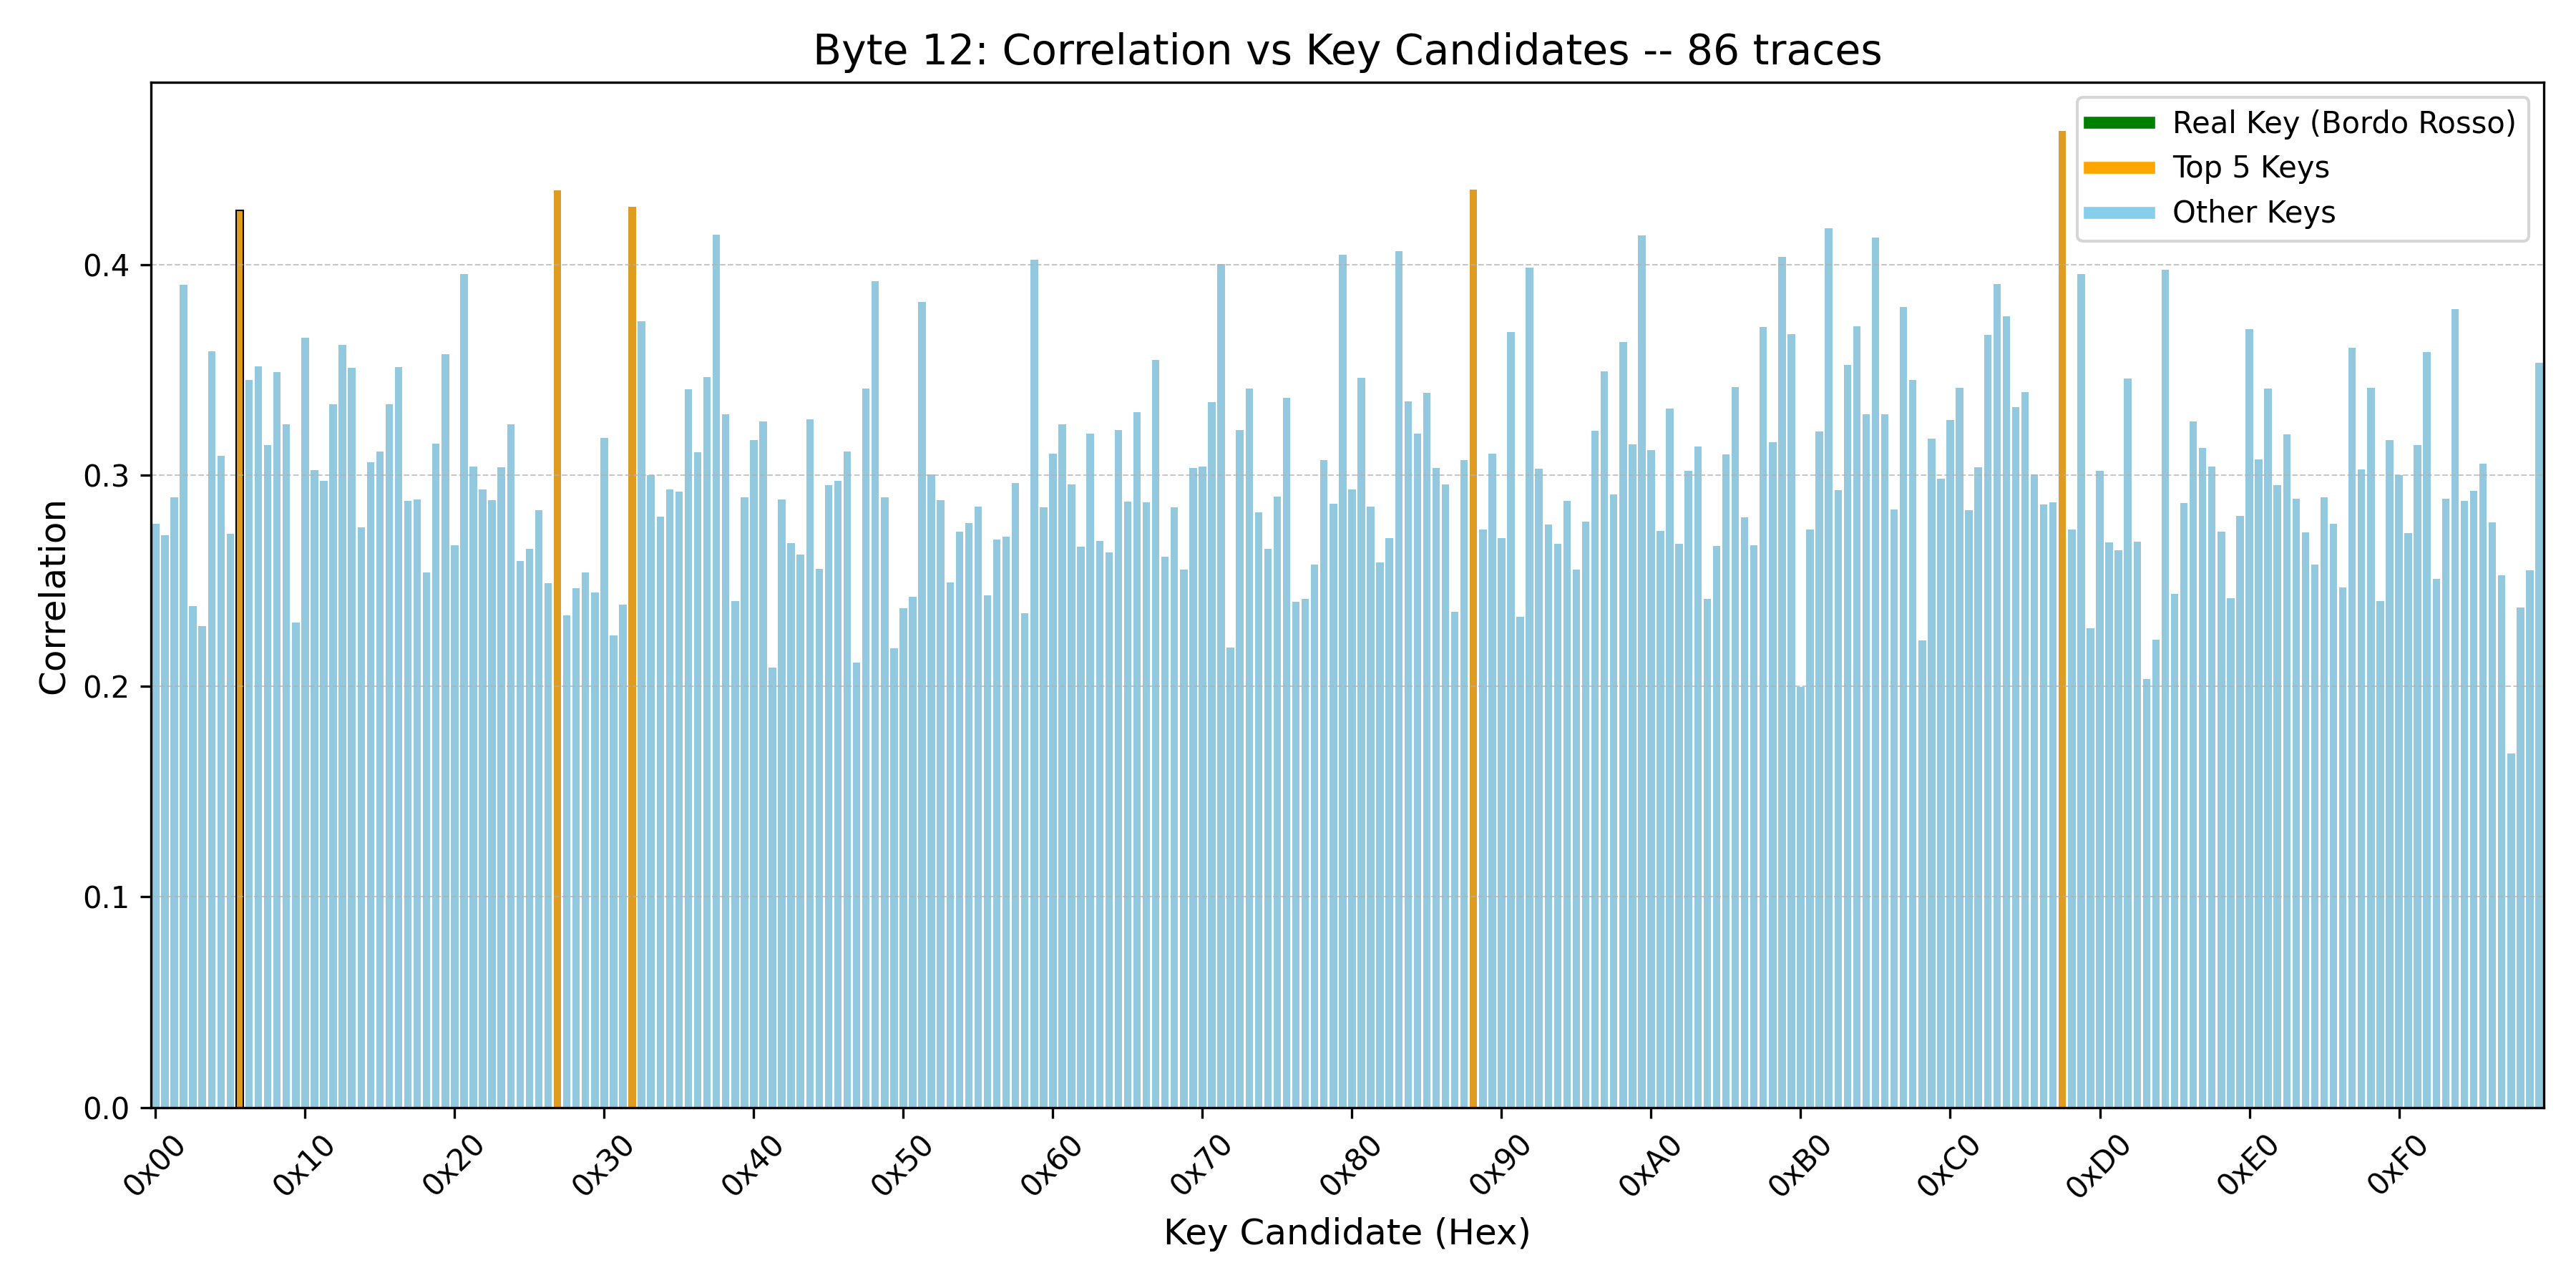 Byte 12: Correlation vs Key Candidates -- 86 traces
Real Key (Bordo Rosso)
Top 5 Keys
Other Keys
Correlation
0.4
0.3
0.2
0.1
0.0
0x00 0x10 0x20 0x30 0x40 0x50 0x60 0x70 0x80 0x90 0xA0 0xB0 0xC0 0xD0 0xE0 0xF0
Key Candidate (Hex)